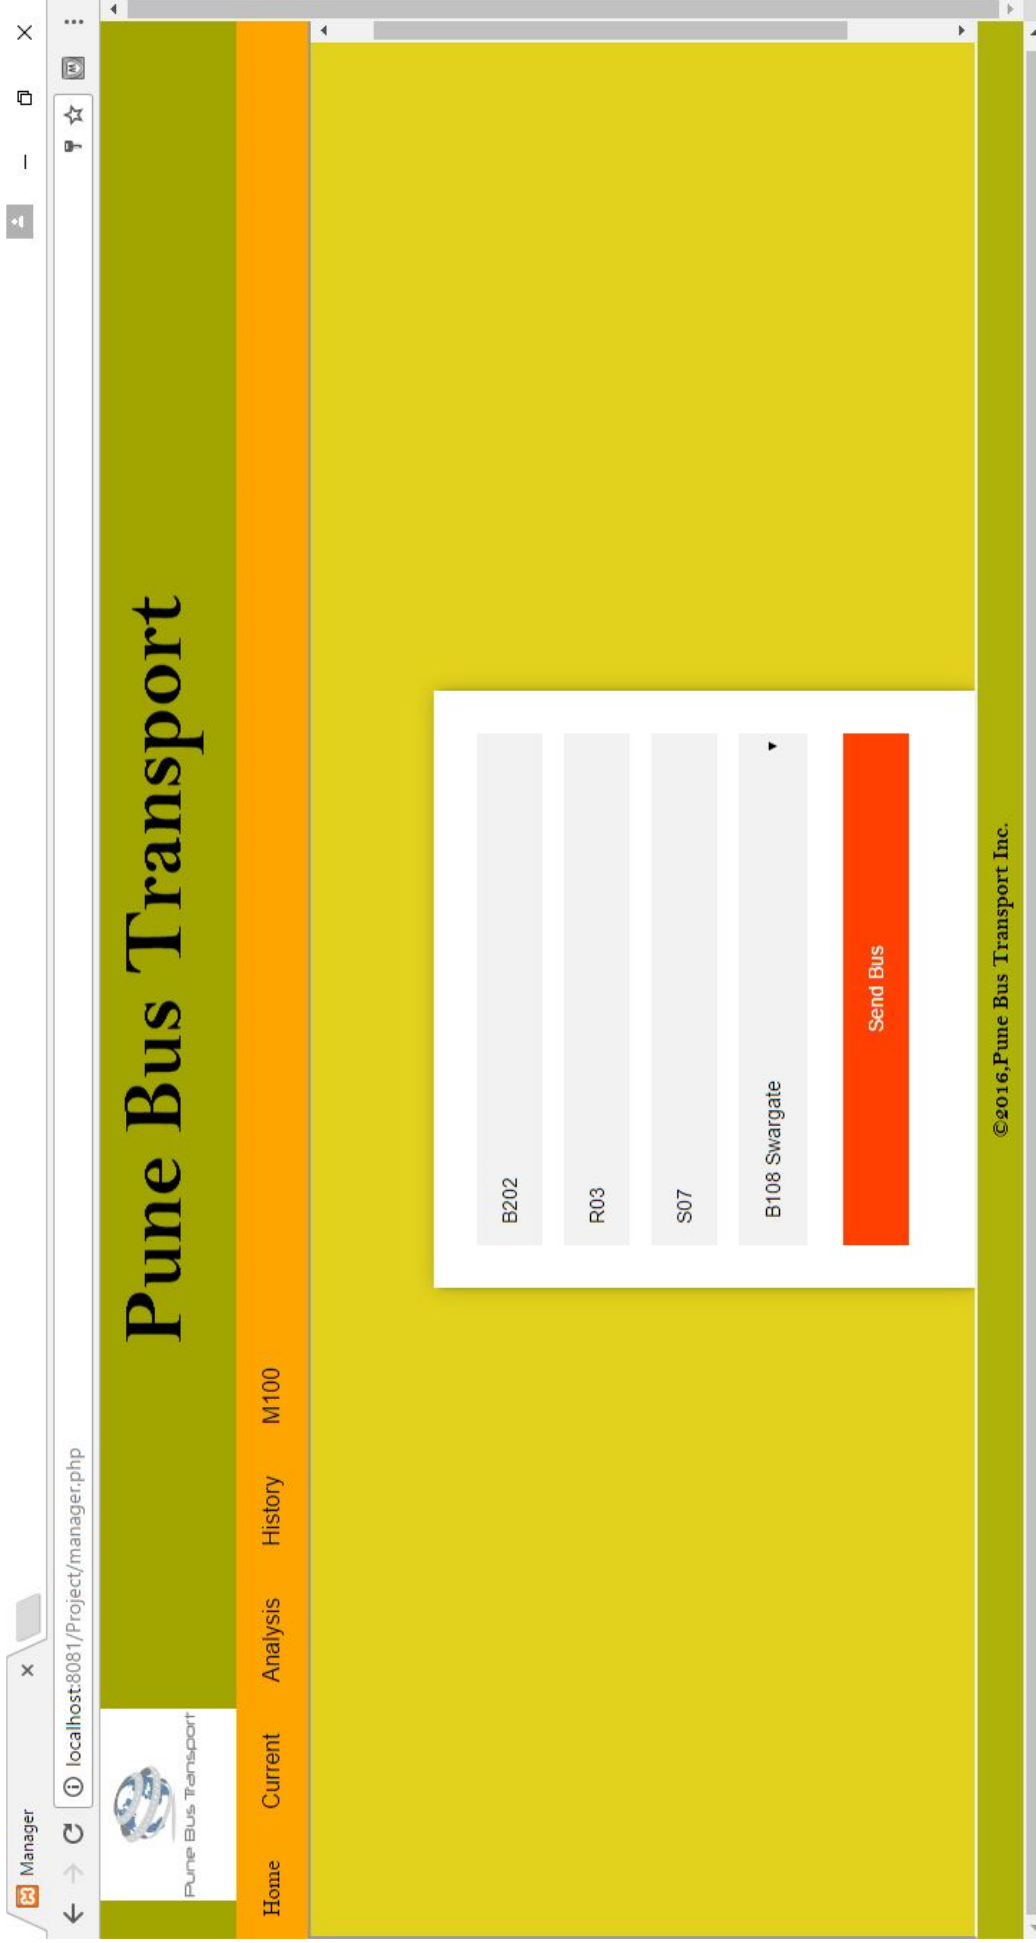 Manager
localhost:8081/Project/manager.php
Pune Bus Transport
Pune Bus Transport
Home Current Analysis History M100
B202
R03
S07
B108 Swargate
Send Bus
©2016,Pune Bus Transport Inc.